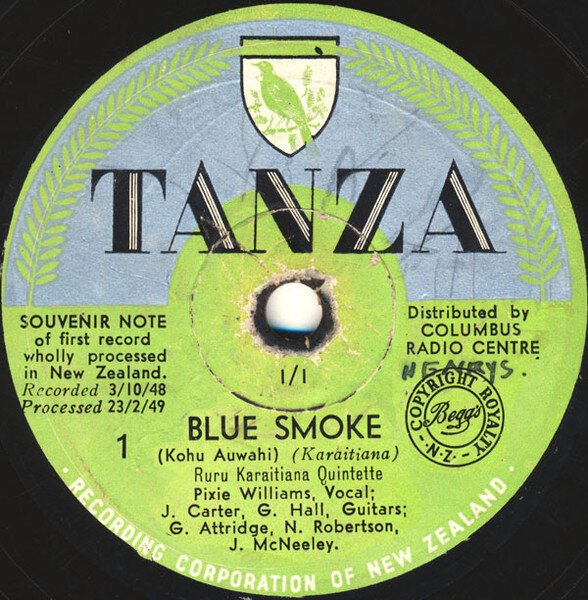 TANZA
SOUVENIR NOTE
of first record
wholly processed
in New Zealand.
Recorded 3/10/48
Processed 23/2/49
Distributed by
COLUMBUS
RADIO CENTRE
HENRYS.
COPYRIGHT ROYALTY
Begg's
·N·Z·
1/1
1
BLUE SMOKE
(Kohu Auwahi) (Karaitiana)
Ruru Karaitiana Quintette
Pixie Williams, Vocal;
J. Carter, G. Hall, Guitars;
G. Attridge, N. Robertson,
J. McNeeley.
· RECORDING CORPORATION OF NEW ZEALAND ·